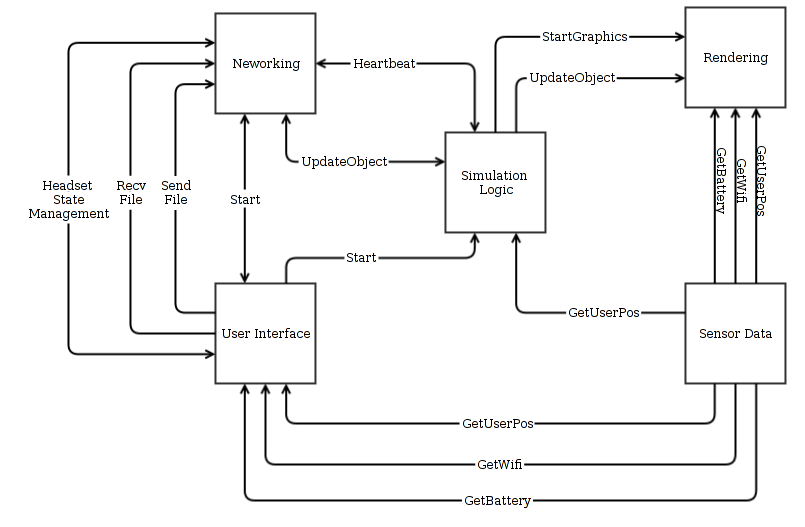 StartGraphics
Neworking
Heartbeat
Rendering
UpdateObject
UpdateObject
Simulation
Logic
GetBattery
GetWifi
GetUserPos
Headset
State
Management
Recv
File
Send
File
Start
Start
GetUserPos
User Interface
Sensor Data
GetUserPos
GetWifi
GetBattery